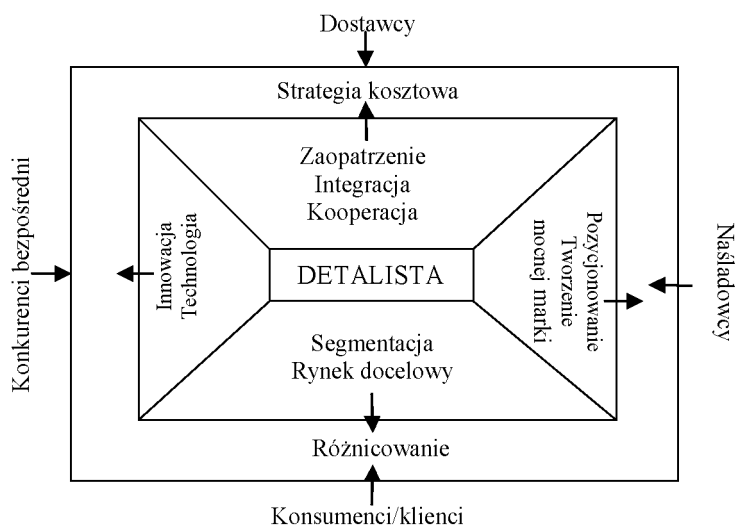 Dostawcy
Strategia kosztowa
Zaopatrzenie
Integracja
Kooperacja
Konkurenci bezpośredni
Innowacja
Technologia
DETALISTA
Pozycjonowanie
Tworzenie
mocnej marki
Naśladowcy
Segmentacja
Rynek docelowy
Różnicowanie
Konsumenci/klienci